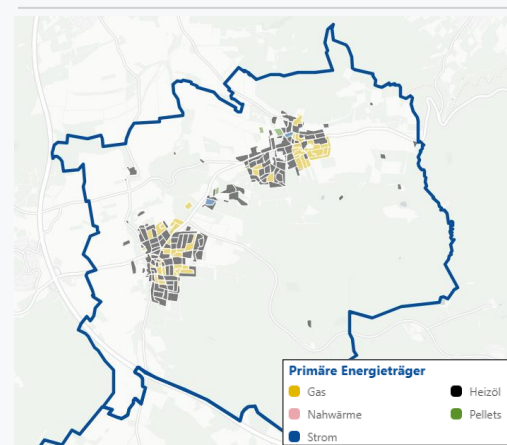 Primäre Energieträger
Gas
Heizöl
Nahwärme
Pellets
Strom